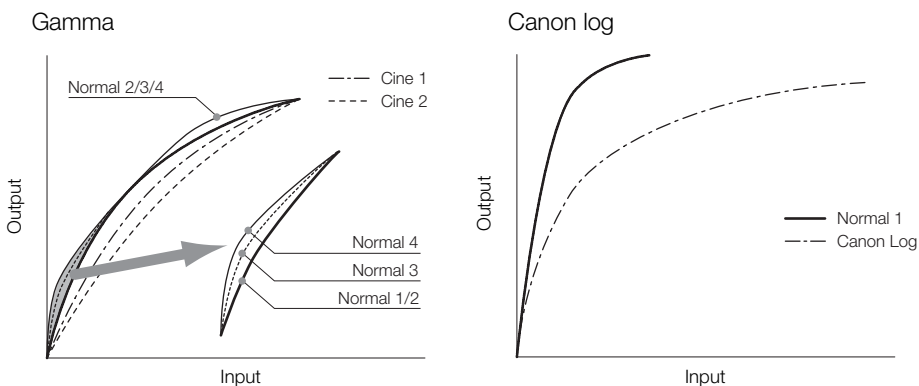 Gamma
Output
Normal 2/3/4
Cine 1
Cine 2
Normal 4
Normal 3
Normal 1/2
Input
Canon log
Output
Normal 1
Canon Log
Input